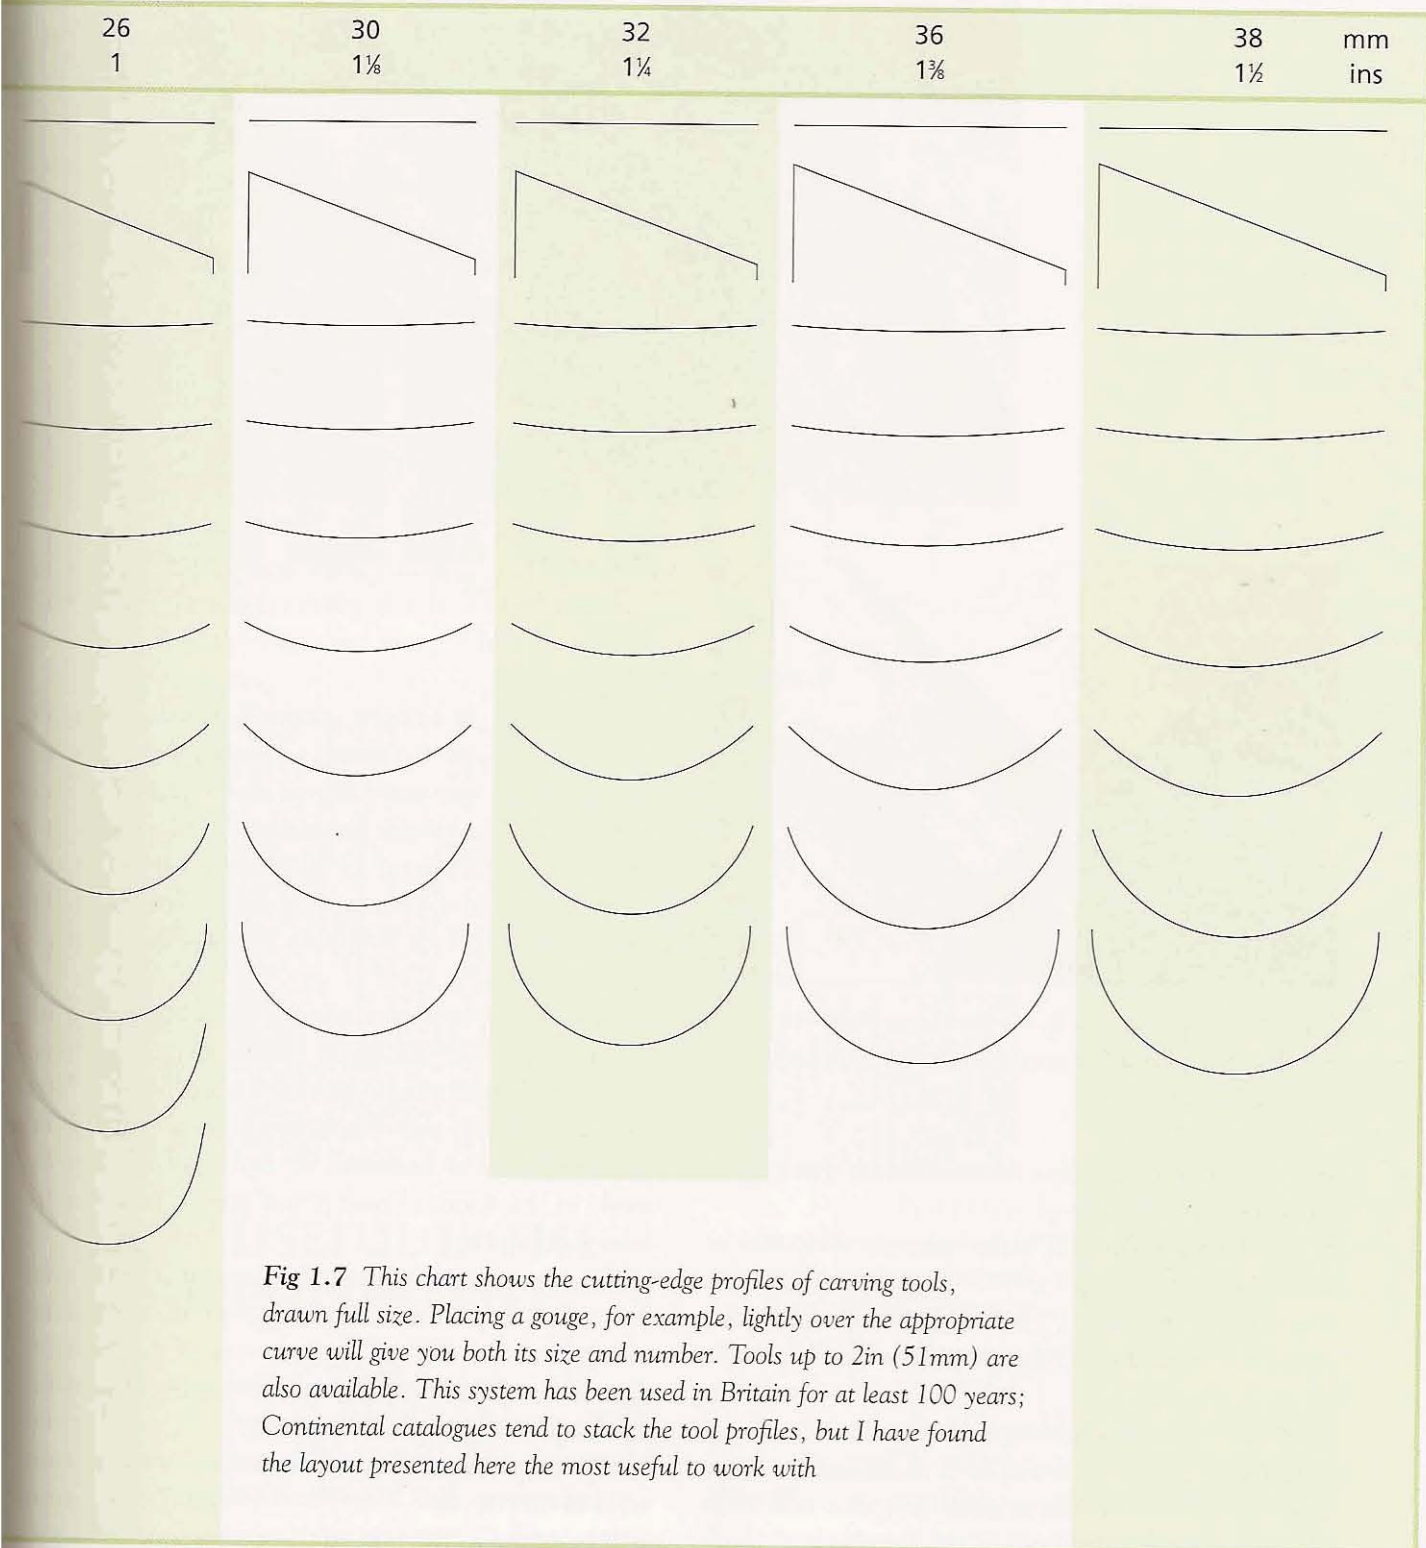 26 30 32 36 38 mm
1 1⅛ 1¼ 1⅜ 1½ ins
Fig 1.7 This chart shows the cutting-edge profiles of carving tools,
drawn full size. Placing a gouge, for example, lightly over the appropriate
curve will give you both its size and number. Tools up to 2in (51mm) are
also available. This system has been used in Britain for at least 100 years;
Continental catalogues tend to stack the tool profiles, but I have found
the layout presented here the most useful to work with